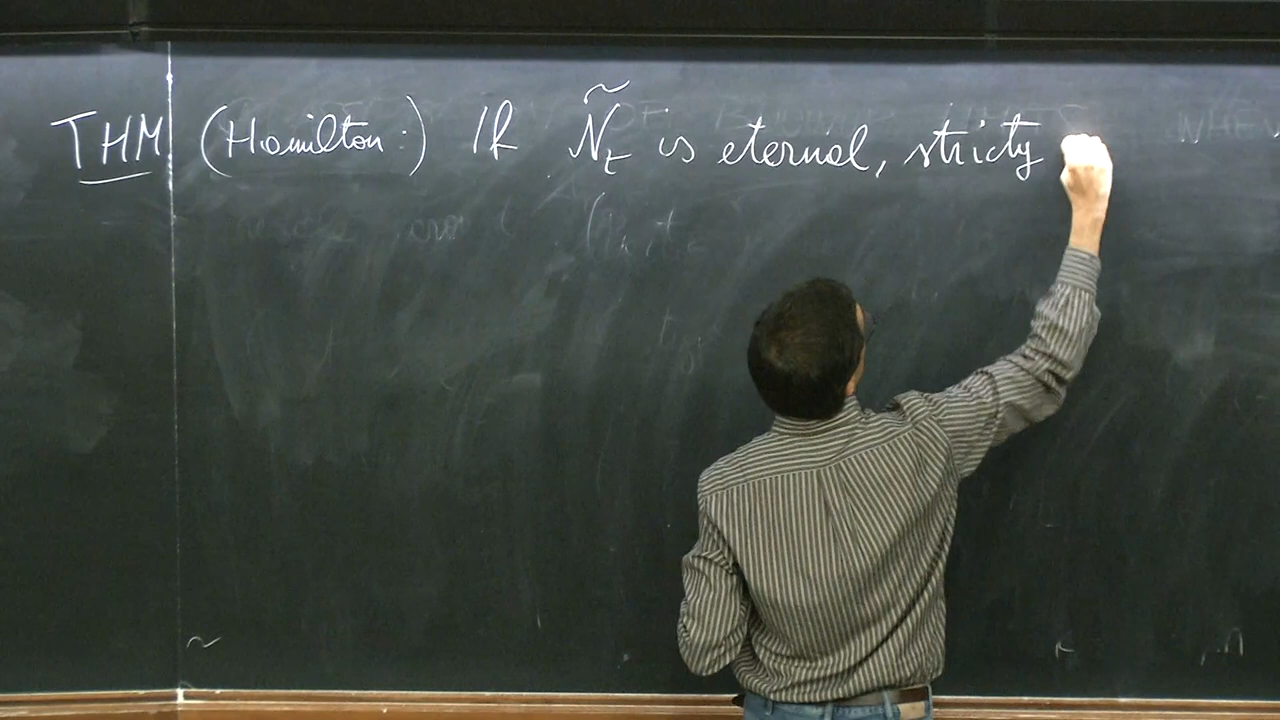 THM (Hamilton:) If Ñₜ is eternal, stricty